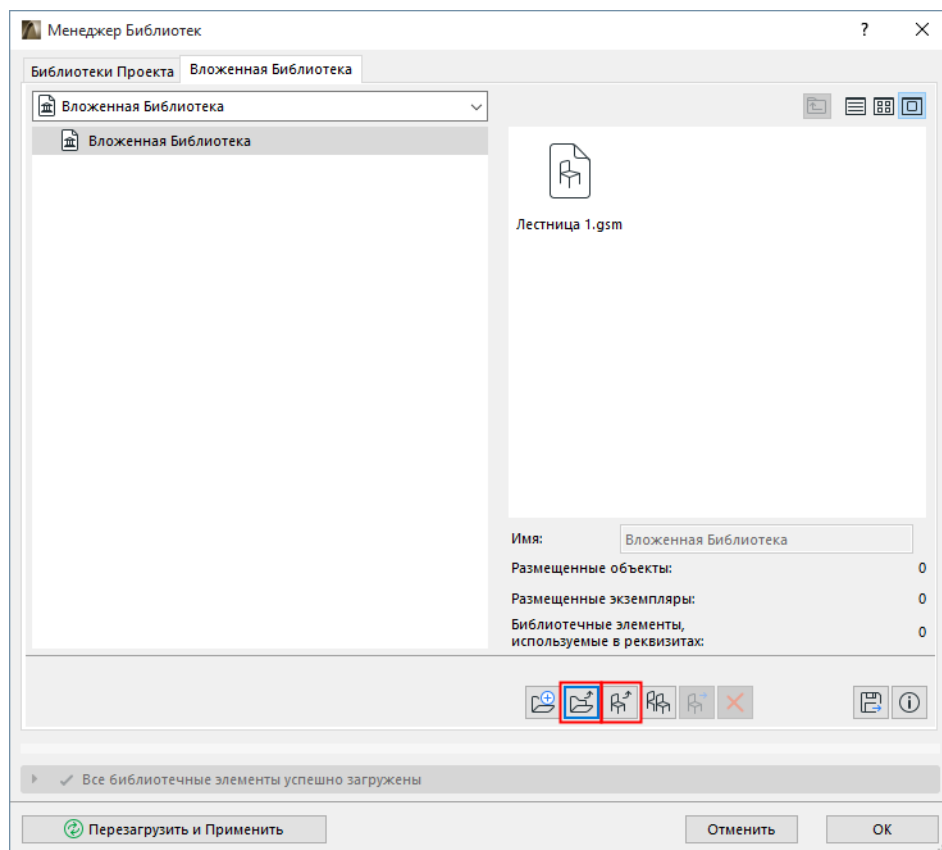 Менеджер Библиотек
?
Библиотеки Проекта Вложенная Библиотека
Вложенная Библиотека
Вложенная Библиотека
Лестница 1.gsm
Имя: Вложенная Библиотека
Размещенные объекты: 0
Размещенные экземпляры: 0
Библиотечные элементы,
используемые в реквизитах: 0
Все библиотечные элементы успешно загружены
Перезагрузить и Применить
Отменить
ОК